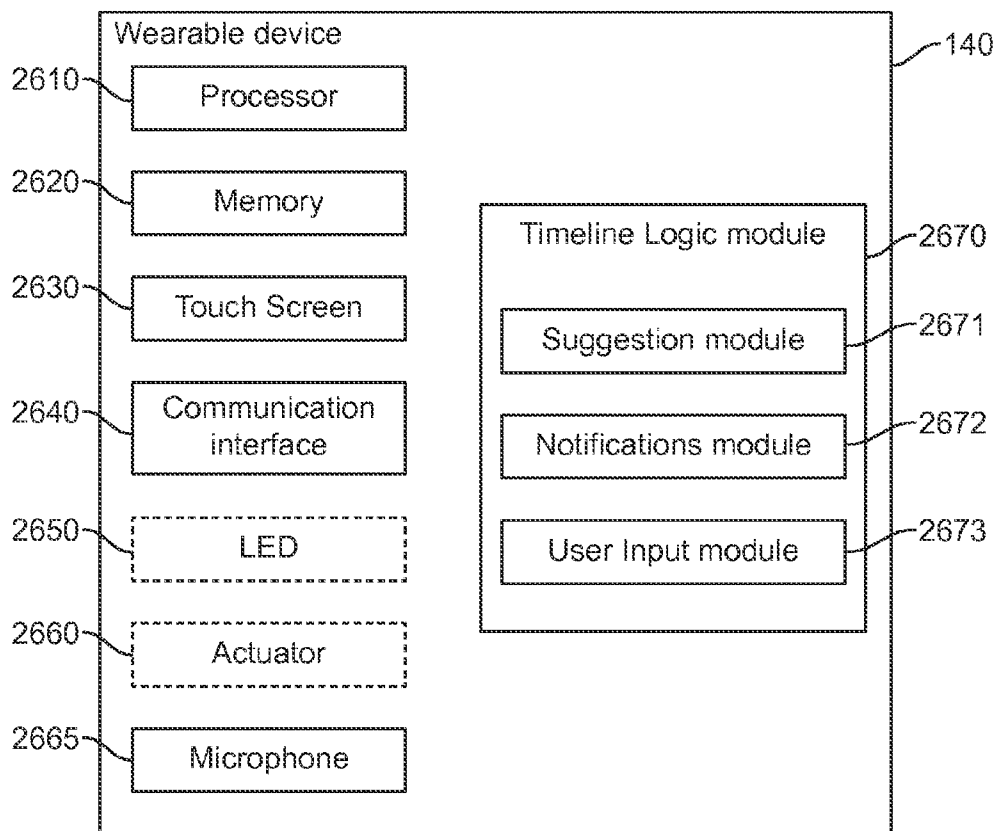 Wearable device
140
2610
Processor
2620
Memory
2630
Touch Screen
2640
Communication
interface
2650
LED
2660
Actuator
2665
Microphone
Timeline Logic module
2670
Suggestion module
2671
Notifications module
2672
User Input module
2673